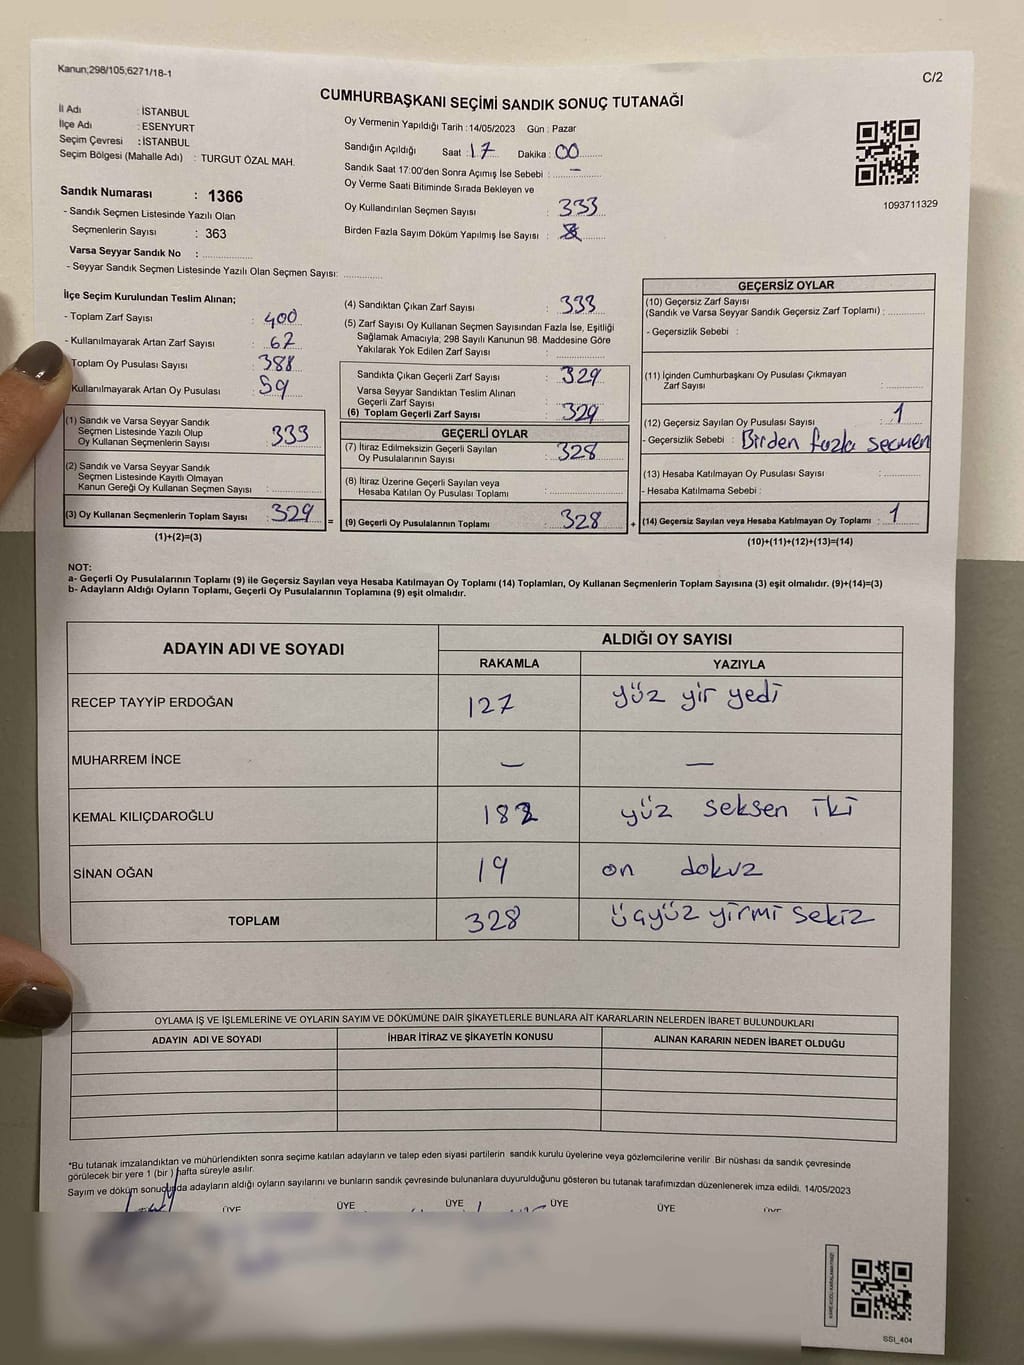 Kanun;298/105;6271/18-1
C/2
CUMHURBAŞKANI SEÇİMİ SANDIK SONUÇ TUTANAĞI
İl Adı : İSTANBUL
İlçe Adı : ESENYURT
Seçim Çevresi : İSTANBUL
Seçim Bölgesi (Mahalle Adı) : TURGUT ÖZAL MAH.
Oy Vermenin Yapıldığı Tarih :14/05/2023 Gün : Pazar
Sandığın Açıldığı Saat : 17 Dakika : 00
Sandık Saat 17:00'den Sonra Açımış İse Sebebi : –
Oy Verme Saati Bitiminde Sırada Bekleyen ve
Oy Kullandırılan Seçmen Sayısı : 333
Birden Fazla Sayım Döküm Yapılmış İse Sayısı :
1093711329
Sandık Numarası : 1366
- Sandık Seçmen Listesinde Yazılı Olan
Seçmenlerin Sayısı : 363
Varsa Seyyar Sandık No :
- Seyyar Sandık Seçmen Listesinde Yazılı Olan Seçmen Sayısı:
İlçe Seçim Kurulundan Teslim Alınan;
- Toplam Zarf Sayısı : 400
- Kullanılmayarak Artan Zarf Sayısı : 67
Toplam Oy Pusulası Sayısı : 388
Kullanılmayarak Artan Oy Pusulası : 59
(1) Sandık ve Varsa Seyyar Sandık
Seçmen Listesinde Yazılı Olup
Oy Kullanan Seçmenlerin Sayısı : 333
(2) Sandık ve Varsa Seyyar Sandık
Seçmen Listesinde Kayıtlı Olmayan
Kanun Gereği Oy Kullanan Seçmen Sayısı :
(3) Oy Kullanan Seçmenlerin Toplam Sayısı : 329
(1)+(2)=(3)
(4) Sandıktan Çıkan Zarf Sayısı : 333
(5) Zarf Sayısı Oy Kullanan Seçmen Sayısından Fazla İse, Eşitliği
Sağlamak Amacıyla, 298 Sayılı Kanunun 98. Maddesine Göre
Yakılarak Yok Edilen Zarf Sayısı :
Sandıkta Çıkan Geçerli Zarf Sayısı : 329
Varsa Seyyar Sandıktan Teslim Alınan
Geçerli Zarf Sayısı :
(6) Toplam Geçerli Zarf Sayısı : 329
GEÇERLİ OYLAR
(7) İtiraz Edilmeksizin Geçerli Sayılan
Oy Pusulalarının Sayısı : 328
(8) İtiraz Üzerine Geçerli Sayılan veya
Hesaba Katılan Oy Pusulası Toplamı :
= (9) Geçerli Oy Pusulalarının Toplamı : 328
GEÇERSİZ OYLAR
(10) Geçersiz Zarf Sayısı
(Sandık ve Varsa Seyyar Sandık Geçersiz Zarf Toplamı) :
- Geçersizlik Sebebi :
(11) İçinden Cumhurbaşkanı Oy Pusulası Çıkmayan
Zarf Sayısı :
(12) Geçersiz Sayılan Oy Pusulası Sayısı : 1
- Geçersizlik Sebebi : Birden fazla seçmen
(13) Hesaba Katılmayan Oy Pusulası Sayısı :
- Hesaba Katılmama Sebebi :
+ (14) Geçersiz Sayılan veya Hesaba Katılmayan Oy Toplamı : 1
(10)+(11)+(12)+(13)=(14)
NOT:
a- Geçerli Oy Pusulalarının Toplamı (9) ile Geçersiz Sayılan veya Hesaba Katılmayan Oy Toplamı (14) Toplamları, Oy Kullanan Seçmenlerin Toplam Sayısına (3) eşit olmalıdır. (9)+(14)=(3)
b- Adayların Aldığı Oyların Toplamı, Geçerli Oy Pusulalarının Toplamına (9) eşit olmalıdır.
ADAYIN ADI VE SOYADI ALDIĞI OY SAYISI
RAKAMLA YAZIYLA
RECEP TAYYİP ERDOĞAN 127 yüz yir yedi
MUHARREM İNCE – –
KEMAL KILIÇDAROĞLU 182 yüz seksen iki
SİNAN OĞAN 19 on dokuz
TOPLAM 328 üçyüz yirmi sekiz
OYLAMA İŞ VE İŞLEMLERİNE VE OYLARIN SAYIM VE DÖKÜMÜNE DAİR ŞİKAYETLERLE BUNLARA AİT KARARLARIN NELERDEN İBARET BULUNDUKLARI
ADAYIN ADI VE SOYADI İHBAR İTİRAZ VE ŞİKAYETİN KONUSU ALINAN KARARIN NEDEN İBARET OLDUĞU
*Bu tutanak imzalandıktan ve mühürlendikten sonra seçime katılan adayların ve talep eden siyasi partilerin sandık kurulu üyelerine veya gözlemcilerine verilir. Bir nüshası da sandık çevresinde
görülecek bir yere 1 (bir ) hafta süreyle asılır.
Sayım ve döküm sonucunda adayların aldığı oyların sayılarını ve bunların sandık çevresinde bulunanlara duyurulduğunu gösteren bu tutanak tarafımızdan düzenlenerek imza edildi. 14/05/2023
ÜYE ÜYE ÜYE ÜYE ÜYE ÜYE
SSI_404